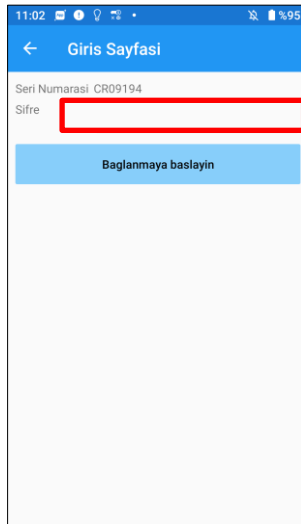 11:02 %95
Giris Sayfasi
Seri Numarasi CR09194
Sifre
Baglanmaya baslayin